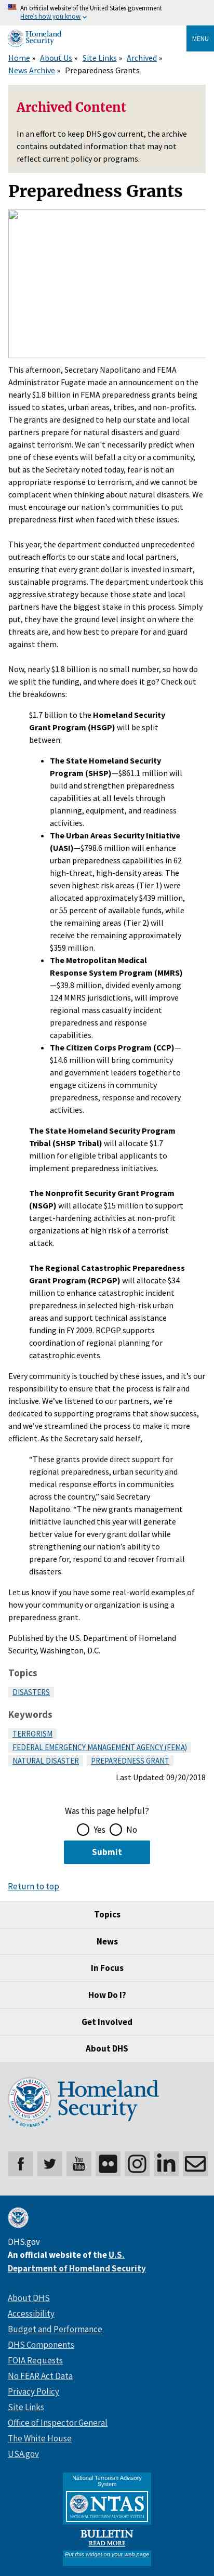 An official website of the United States government
Here's how you know
Homeland
Security
MENU
Home » About Us » Site Links » Archived »
News Archive » Preparedness Grants
Archived Content
In an effort to keep DHS.gov current, the archive
contains outdated information that may not
reflect current policy or programs.
Preparedness Grants
This afternoon, Secretary Napolitano and FEMA
Administrator Fugate made an announcement on the
nearly $1.8 billion in FEMA preparedness grants being
issued to states, urban areas, tribes, and non-profits.
The grants are designed to help our state and local
partners prepare for potential disasters and guard
against terrorism. We can't necessarily predict when
one of these events will befall a city or a community,
but as the Secretary noted today, fear is not an
appropriate response to terrorism, and we cannot be
complacent when thinking about natural disasters. We
must encourage our nation's communities to put
preparedness first when faced with these issues.
This year, the department conducted unprecedented
outreach efforts to our state and local partners,
ensuring that every grant dollar is invested in smart,
sustainable programs. The department undertook this
aggressive strategy because those state and local
partners have the biggest stake in this process. Simply
put, they have the ground level insight on where the
threats are, and how best to prepare for and guard
against them.
Now, nearly $1.8 billion is no small number, so how do
we split the funding, and where does it go? Check out
the breakdowns:
$1.7 billion to the Homeland Security
Grant Program (HSGP) will be split
between:
• The State Homeland Security
Program (SHSP)—$861.1 million will
build and strengthen preparedness
capabilities at all levels through
planning, equipment, and readiness
activities.
• The Urban Areas Security Initiative
(UASI)—$798.6 million will enhance
urban preparedness capabilities in 62
high-threat, high-density areas. The
seven highest risk areas (Tier 1) were
allocated approximately $439 million,
or 55 percent of available funds, while
the remaining areas (Tier 2) will
receive the remaining approximately
$359 million.
• The Metropolitan Medical
Response System Program (MMRS)
—$39.8 million, divided evenly among
124 MMRS jurisdictions, will improve
regional mass casualty incident
preparedness and response
capabilities.
• The Citizen Corps Program (CCP)—
$14.6 million will bring community
and government leaders together to
engage citizens in community
preparedness, response and recovery
activities.
The State Homeland Security Program
Tribal (SHSP Tribal) will allocate $1.7
million for eligible tribal applicants to
implement preparedness initiatives.
The Nonprofit Security Grant Program
(NSGP) will allocate $15 million to support
target-hardening activities at non-profit
organizations at high risk of a terrorist
attack.
The Regional Catastrophic Preparedness
Grant Program (RCPGP) will allocate $34
million to enhance catastrophic incident
preparedness in selected high-risk urban
areas and support technical assistance
funding in FY 2009. RCPGP supports
coordination of regional planning for
catastrophic events.
Every community is touched by these issues, and it's our
responsibility to ensure that the process is fair and
inclusive. We've listened to our partners, we're
dedicated to supporting programs that show success,
and we've streamlined the process to make it more
efficient. As the Secretary said herself,
“These grants provide direct support for
regional preparedness, urban security and
medical response efforts in communities
across the country,” said Secretary
Napolitano. “The new grants management
initiative launched this year will generate
better value for every grant dollar while
strengthening our nation’s ability to
prepare for, respond to and recover from all
disasters.
Let us know if you have some real-world examples of
how your community or organization is using a
preparedness grant.
Published by the U.S. Department of Homeland
Security, Washington, D.C.
Topics
DISASTERS
Keywords
TERRORISM
FEDERAL EMERGENCY MANAGEMENT AGENCY (FEMA)
NATURAL DISASTER PREPAREDNESS GRANT
Last Updated: 09/20/2018
Was this page helpful?
Yes No
Submit
Return to top
Topics
News
In Focus
How Do I?
Get Involved
About DHS
Homeland
Security
You
Tube
DHS.gov
An official website of the U.S.
Department of Homeland Security
About DHS
Accessibility
Budget and Performance
DHS Components
FOIA Requests
No FEAR Act Data
Privacy Policy
Site Links
Office of Inspector General
The White House
USA.gov
National Terrorism Advisory
System
NTAS
NATIONAL TERRORISM ADVISORY SYSTEM
BULLETIN
READ MORE
Put this widget on your web page